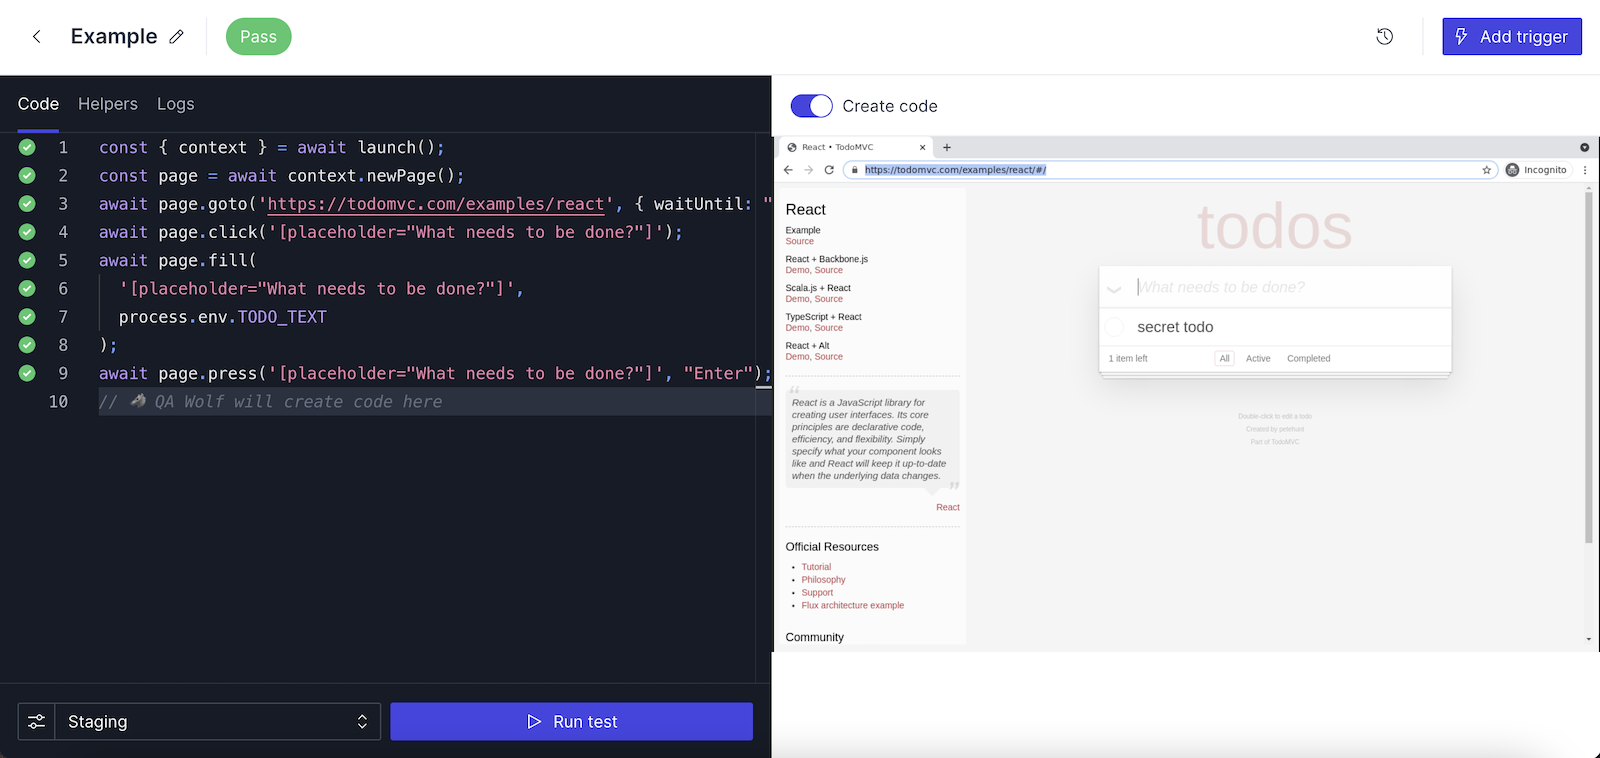 Example
Pass
Add trigger
Code Helpers Logs
Create code
1 const { context } = await launch();
2 const page = await context.newPage();
3 await page.goto('https://todomvc.com/examples/react', { waitUntil: "
4 await page.click('[placeholder="What needs to be done?"]');
5 await page.fill(
6 '[placeholder="What needs to be done?"]',
7 process.env.TODO_TEXT
8 );
9 await page.press('[placeholder="What needs to be done?"]', "Enter");
10 // 🐺 QA Wolf will create code here
Staging
Run test
React • TodoMVC
https://todomvc.com/examples/react/#/
Incognito
React
Example
Source
React + Backbone.js
Demo, Source
Scala.js + React
Demo, Source
TypeScript + React
Demo, Source
React + Alt
Demo, Source
“
React is a JavaScript library for
creating user interfaces. Its core
principles are declarative code,
efficiency, and flexibility. Simply
specify what your component looks
like and React will keep it up-to-date
when the underlying data changes.
”
React
Official Resources
• Tutorial
• Philosophy
• Support
• Flux architecture example
Community
todos
What needs to be done?
secret todo
1 item left All Active Completed
Double-click to edit a todo
Created by petehunt
Part of TodoMVC